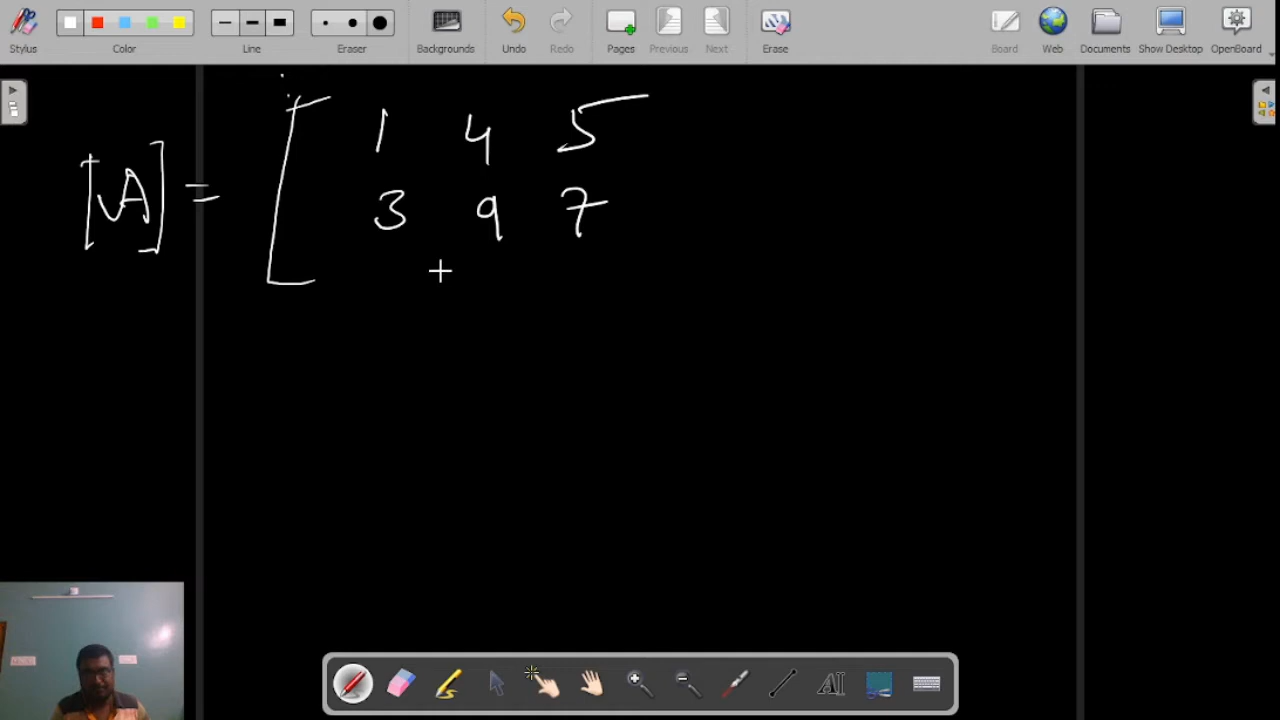 Stylus Color Line Eraser Backgrounds Undo Redo Pages Previous Next Erase Board Web Documents Show Desktop OpenBoard
1 4 5
[A] = [ 3 9 7